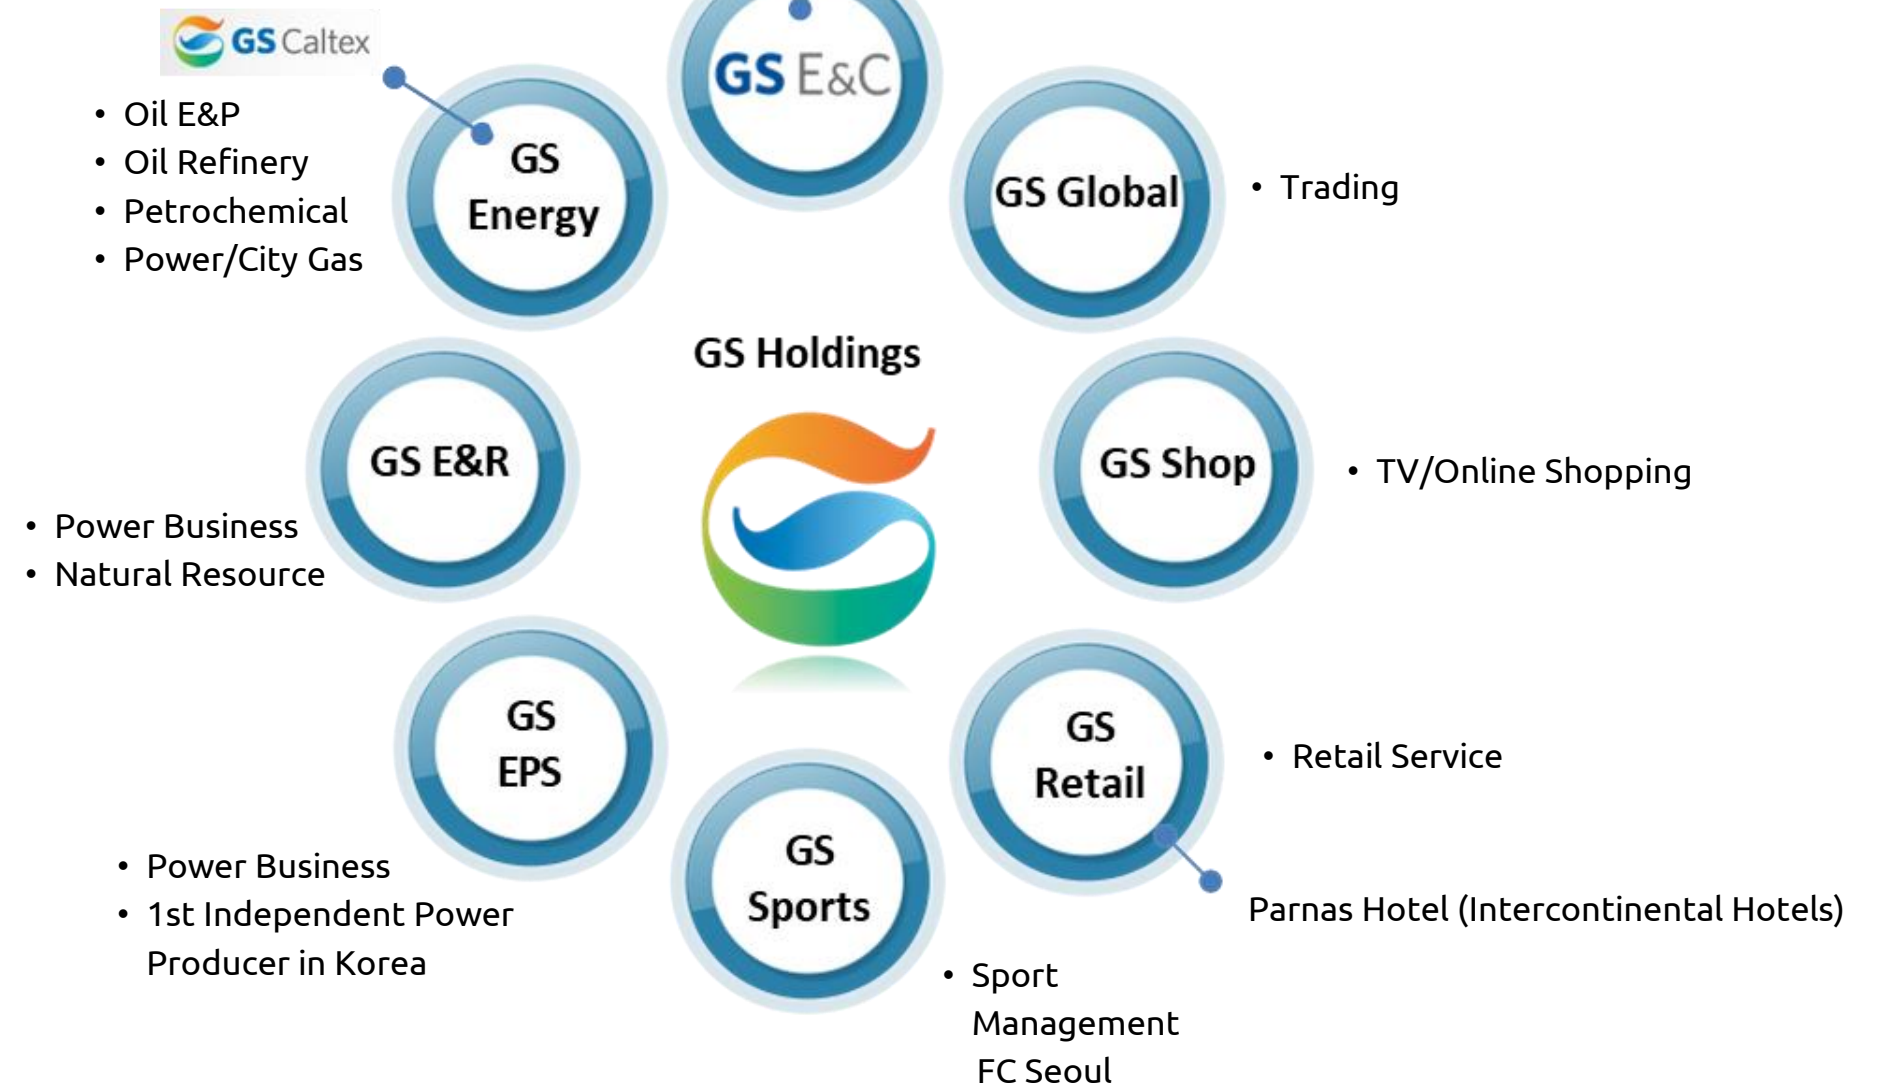 GS Caltex
• Oil E&P
• Oil Refinery
• Petrochemical
• Power/City Gas
GS
Energy
GS E&C
GS Global
• Trading
GS Holdings
GS E&R
• Power Business
• Natural Resource
GS Shop
• TV/Online Shopping
GS
EPS
• Power Business
• 1st Independent Power
Producer in Korea
GS
Sports
• Sport
Management
FC Seoul
GS
Retail
• Retail Service
Parnas Hotel (Intercontinental Hotels)